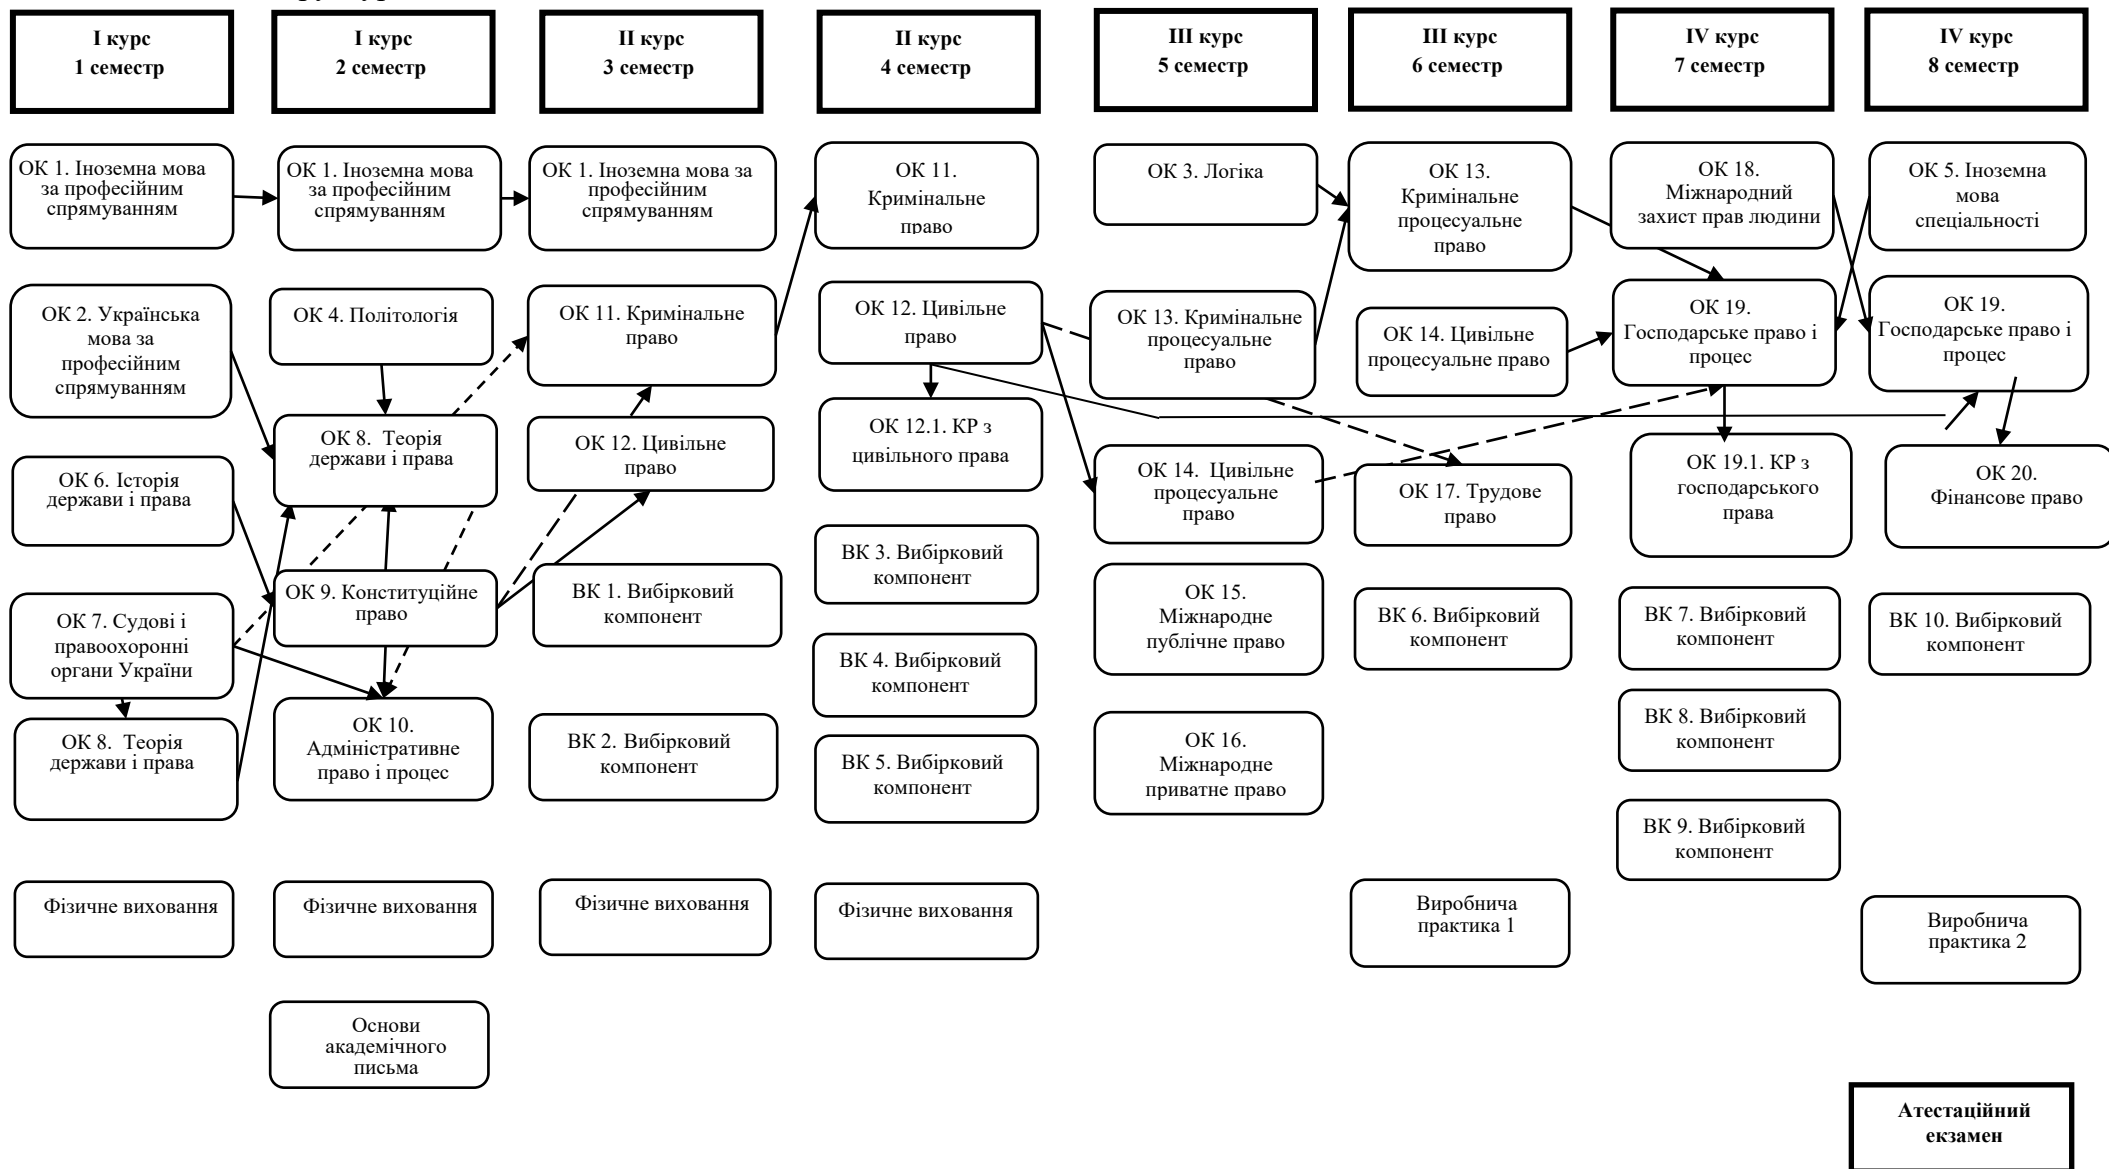 І курс
1 семестр
І курс
2 семестр
ІІ курс
3 семестр
ІІ курс
4 семестр
ІІІ курс
5 семестр
ІІІ курс
6 семестр
IV курс
7 семестр
IV курс
8 семестр
ОК 1. Іноземна мова
за професійним
спрямуванням
ОК 2. Українська
мова за
професійним
спрямуванням
ОК 6. Історія
держави і права
ОК 7. Судові і
правоохоронні
органи України
ОК 8. Теорія
держави і права
Фізичне виховання
ОК 1. Іноземна мова
за професійним
спрямуванням
ОК 4. Політологія
ОК 8. Теорія
держави і права
ОК 9. Конституційне
право
ОК 10.
Адміністративне
право і процес
Фізичне виховання
Основи
академічного
письма
ОК 1. Іноземна мова за
професійним
спрямуванням
ОК 11. Кримінальне
право
ОК 12. Цивільне
право
ВК 1. Вибірковий
компонент
ВК 2. Вибірковий
компонент
Фізичне виховання
ОК 11.
Кримінальне
право
ОК 12. Цивільне
право
ОК 12.1. КР з
цивільного права
ВК 3. Вибірковий
компонент
ВК 4. Вибірковий
компонент
ВК 5. Вибірковий
компонент
Фізичне виховання
ОК 3. Логіка
ОК 13. Кримінальне
процесуальне
право
ОК 14. Цивільне
процесуальне
право
ОК 15.
Міжнародне
публічне право
ОК 16.
Міжнародне
приватне право
ОК 13.
Кримінальне
процесуальне
право
ОК 14. Цивільне
процесуальне право
ОК 17. Трудове
право
ВК 6. Вибірковий
компонент
Виробнича
практика 1
ОК 18.
Міжнародний
захист прав людини
ОК 19.
Господарське право і
процес
ОК 19.1. КР з
господарського
права
ВК 7. Вибірковий
компонент
ВК 8. Вибірковий
компонент
ВК 9. Вибірковий
компонент
ОК 5. Іноземна
мова
спеціальності
ОК 19.
Господарське право і
процес
ОК 20.
Фінансове право
ВК 10. Вибірковий
компонент
Виробнича
практика 2
Атестаційний
екзамен